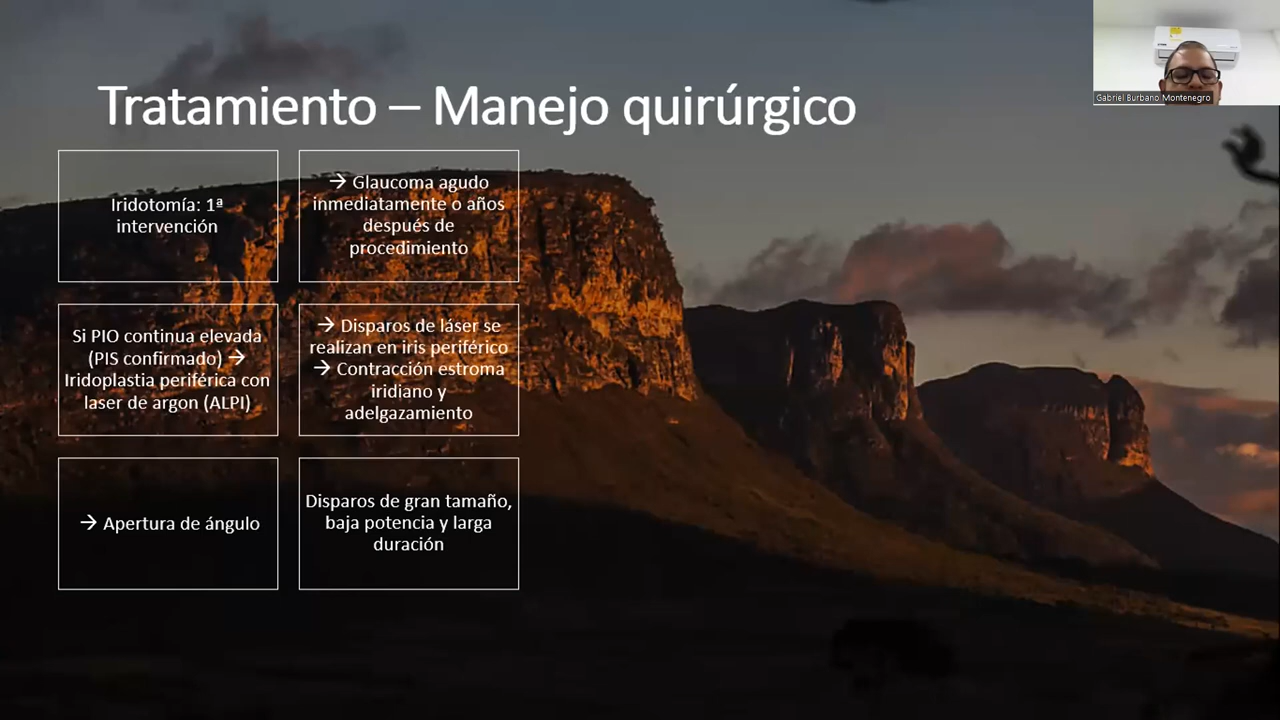 Tratamiento – Manejo quirúrgico
Iridotomía: 1ª
intervención
→ Glaucoma agudo
inmediatamente o años
después de
procedimiento
Si PIO continua elevada
(PIS confirmado) →
Iridoplastia periférica con
laser de argon (ALPI)
→ Disparos de láser se
realizan en iris periférico
→ Contracción estroma
iridiano y
adelgazamiento
→ Apertura de ángulo
Disparos de gran tamaño,
baja potencia y larga
duración
Gabriel Burbano Montenegro